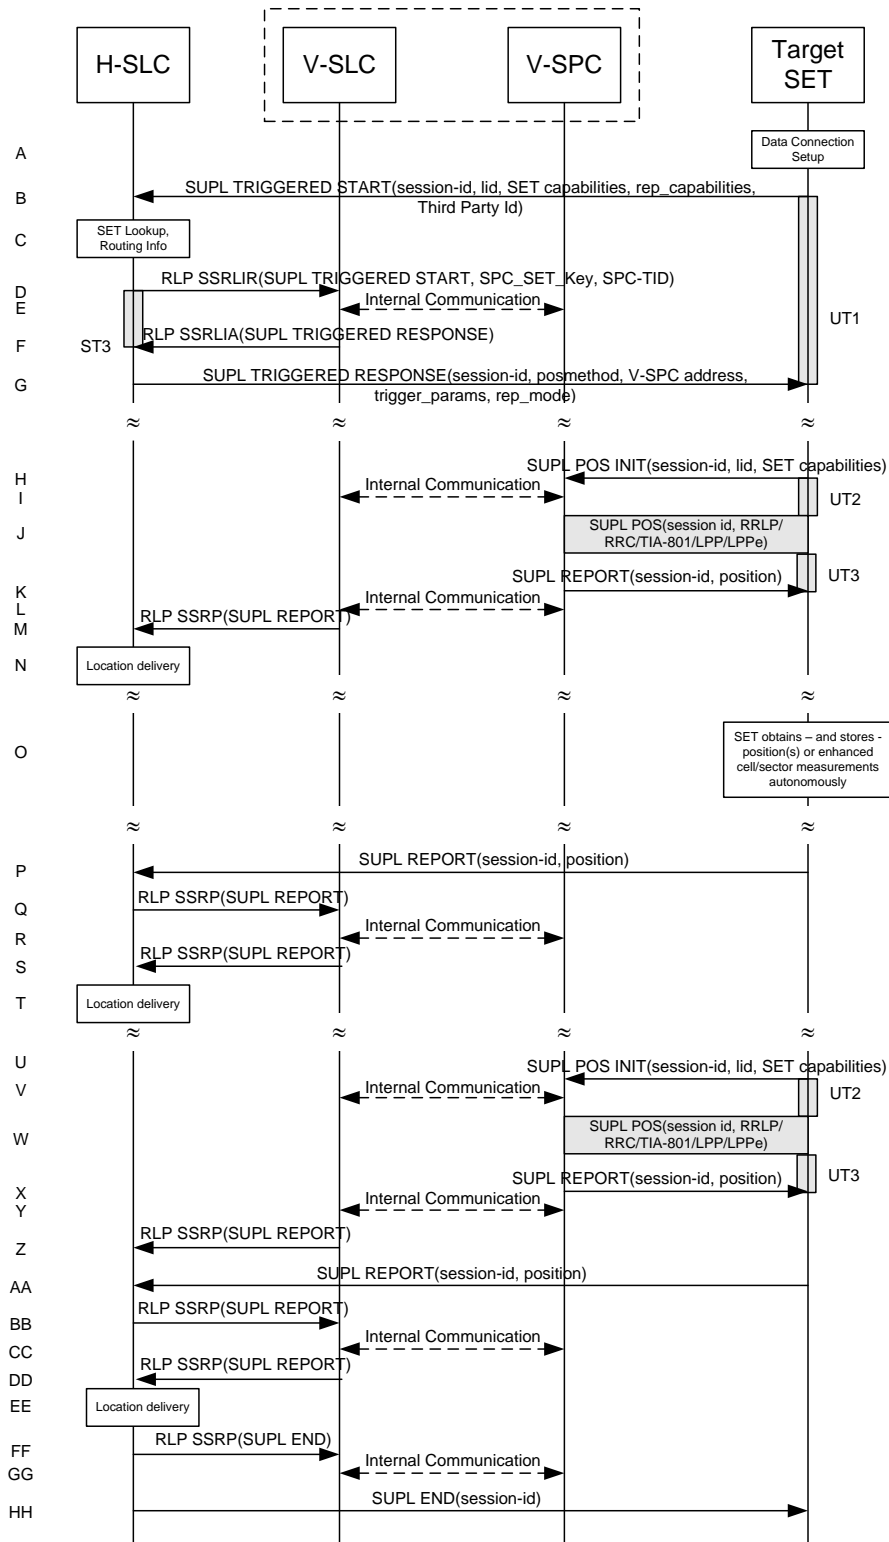 H-SLC
V-SLC
V-SPC
Target
SET
A
Data Connection
Setup
B
SUPL TRIGGERED START(session-id, lid, SET capabilities, rep_capabilities,
Third Party Id)
C
SET Lookup,
Routing Info
D
RLP SSRLIR(SUPL TRIGGERED START, SPC_SET_Key, SPC-TID)
E
Internal Communication
UT1
F
ST3
RLP SSRLIA(SUPL TRIGGERED RESPONSE)
G
SUPL TRIGGERED RESPONSE(session-id, posmethod, V-SPC address,
trigger_params, rep_mode)
≈ ≈ ≈ ≈
H
SUPL POS INIT(session-id, lid, SET capabilities)
I
Internal Communication
UT2
J
SUPL POS(session id, RRLP/
RRC/TIA-801/LPP/LPPe)
K
SUPL REPORT(session-id, position)
UT3
L
Internal Communication
M
RLP SSRP(SUPL REPORT)
N
Location delivery
≈ ≈ ≈ ≈
O
SET obtains – and stores -
position(s) or enhanced
cell/sector measurements
autonomously
≈ ≈ ≈ ≈
P
SUPL REPORT(session-id, position)
Q
RLP SSRP(SUPL REPORT)
R
Internal Communication
S
RLP SSRP(SUPL REPORT)
T
Location delivery
≈ ≈ ≈ ≈
U
SUPL POS INIT(session-id, lid, SET capabilities)
V
Internal Communication
UT2
W
SUPL POS(session id, RRLP/
RRC/TIA-801/LPP/LPPe)
X
SUPL REPORT(session-id, position)
UT3
Y
Internal Communication
Z
RLP SSRP(SUPL REPORT)
AA
SUPL REPORT(session-id, position)
BB
RLP SSRP(SUPL REPORT)
CC
Internal Communication
DD
RLP SSRP(SUPL REPORT)
EE
Location delivery
FF
RLP SSRP(SUPL END)
GG
Internal Communication
HH
SUPL END(session-id)